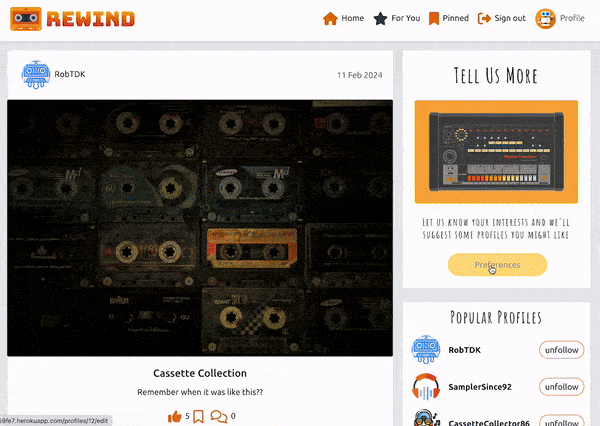 REWIND
Home
For You
Pinned
Sign out
Profile
RobTDK
11 Feb 2024
Tell Us More
Let us know your interests and we'll
suggest some profiles you might like
Preferences
Cassette Collection
Remember when it was like this??
5
0
Popular Profiles
RobTDK
unfollow
SamplerSince92
unfollow
CassetteCollector86
unfollow
59fe7.herokuapp.com/profiles/12/edit